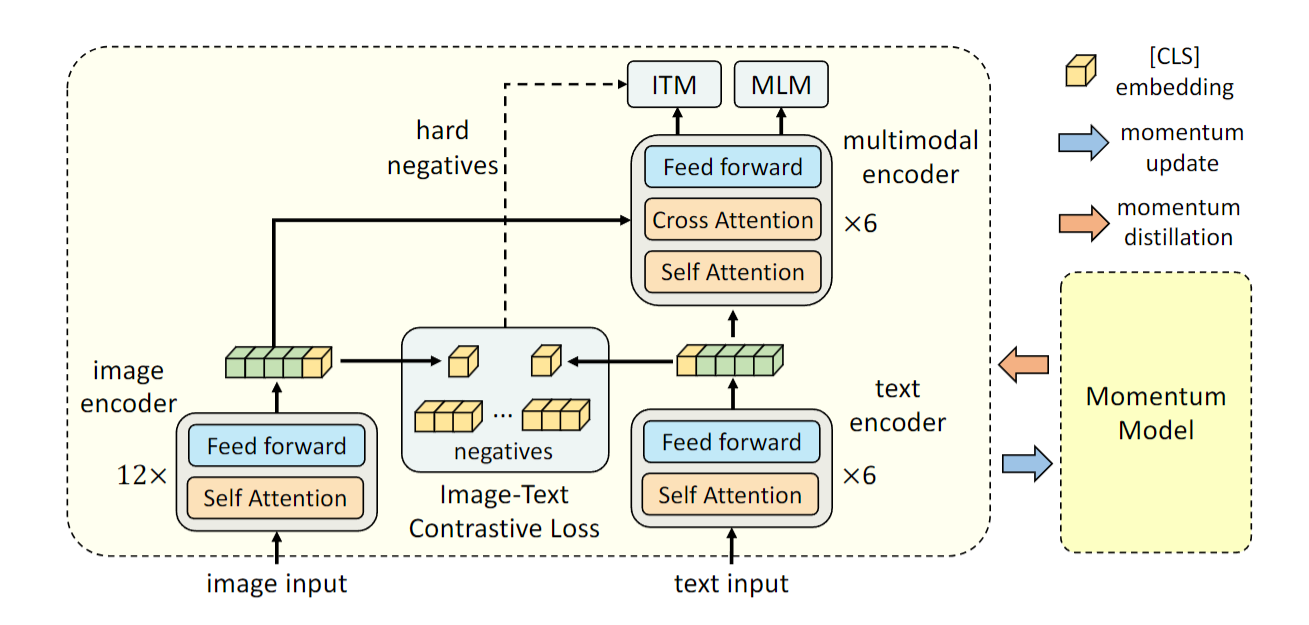 ITM
MLM
hard
negatives
multimodal
encoder
Feed forward
Cross Attention
×6
Self Attention
image
encoder
12×
Feed forward
Self Attention
...
negatives
Image-Text
Contrastive Loss
text
encoder
Feed forward
×6
Self Attention
image input
text input
[CLS]
embedding
momentum
update
momentum
distillation
Momentum
Model